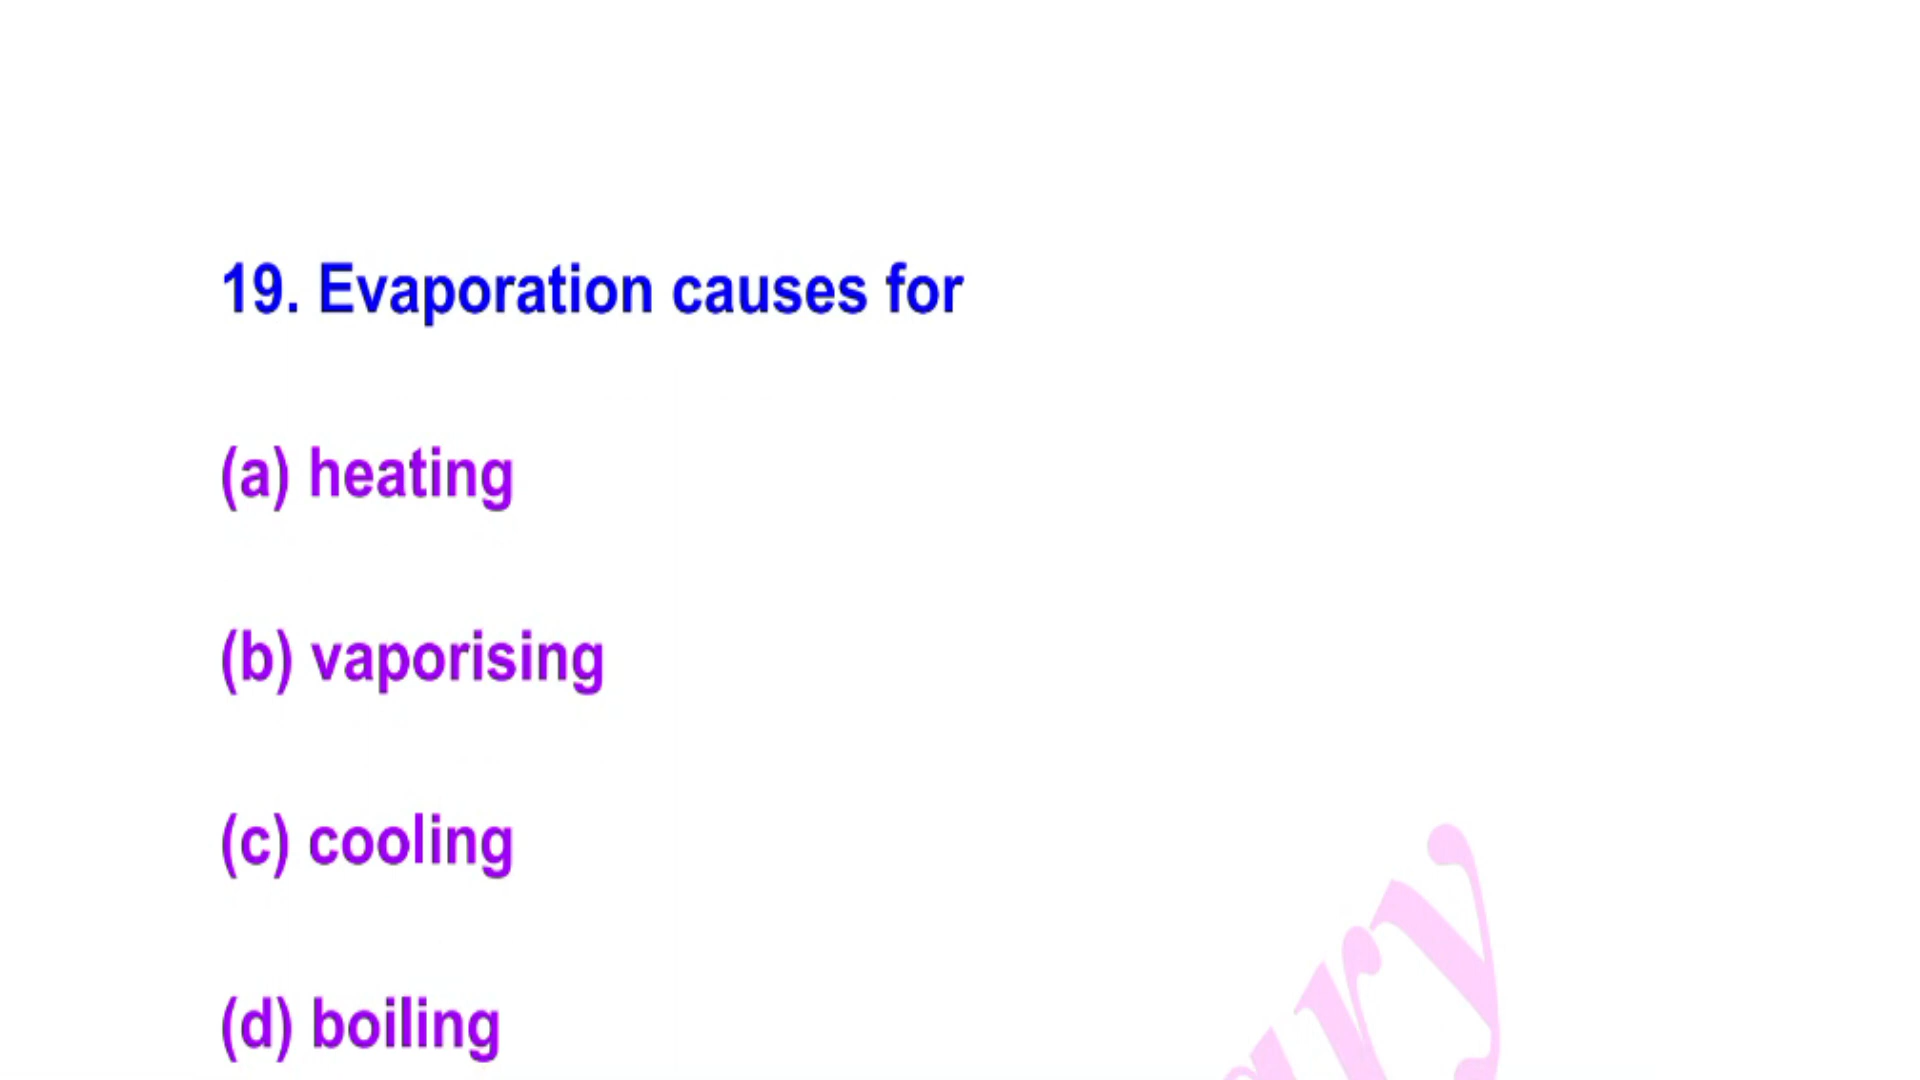 19. Evaporation causes for
(a) heating
(b) vaporising
(c) cooling
(d) boiling